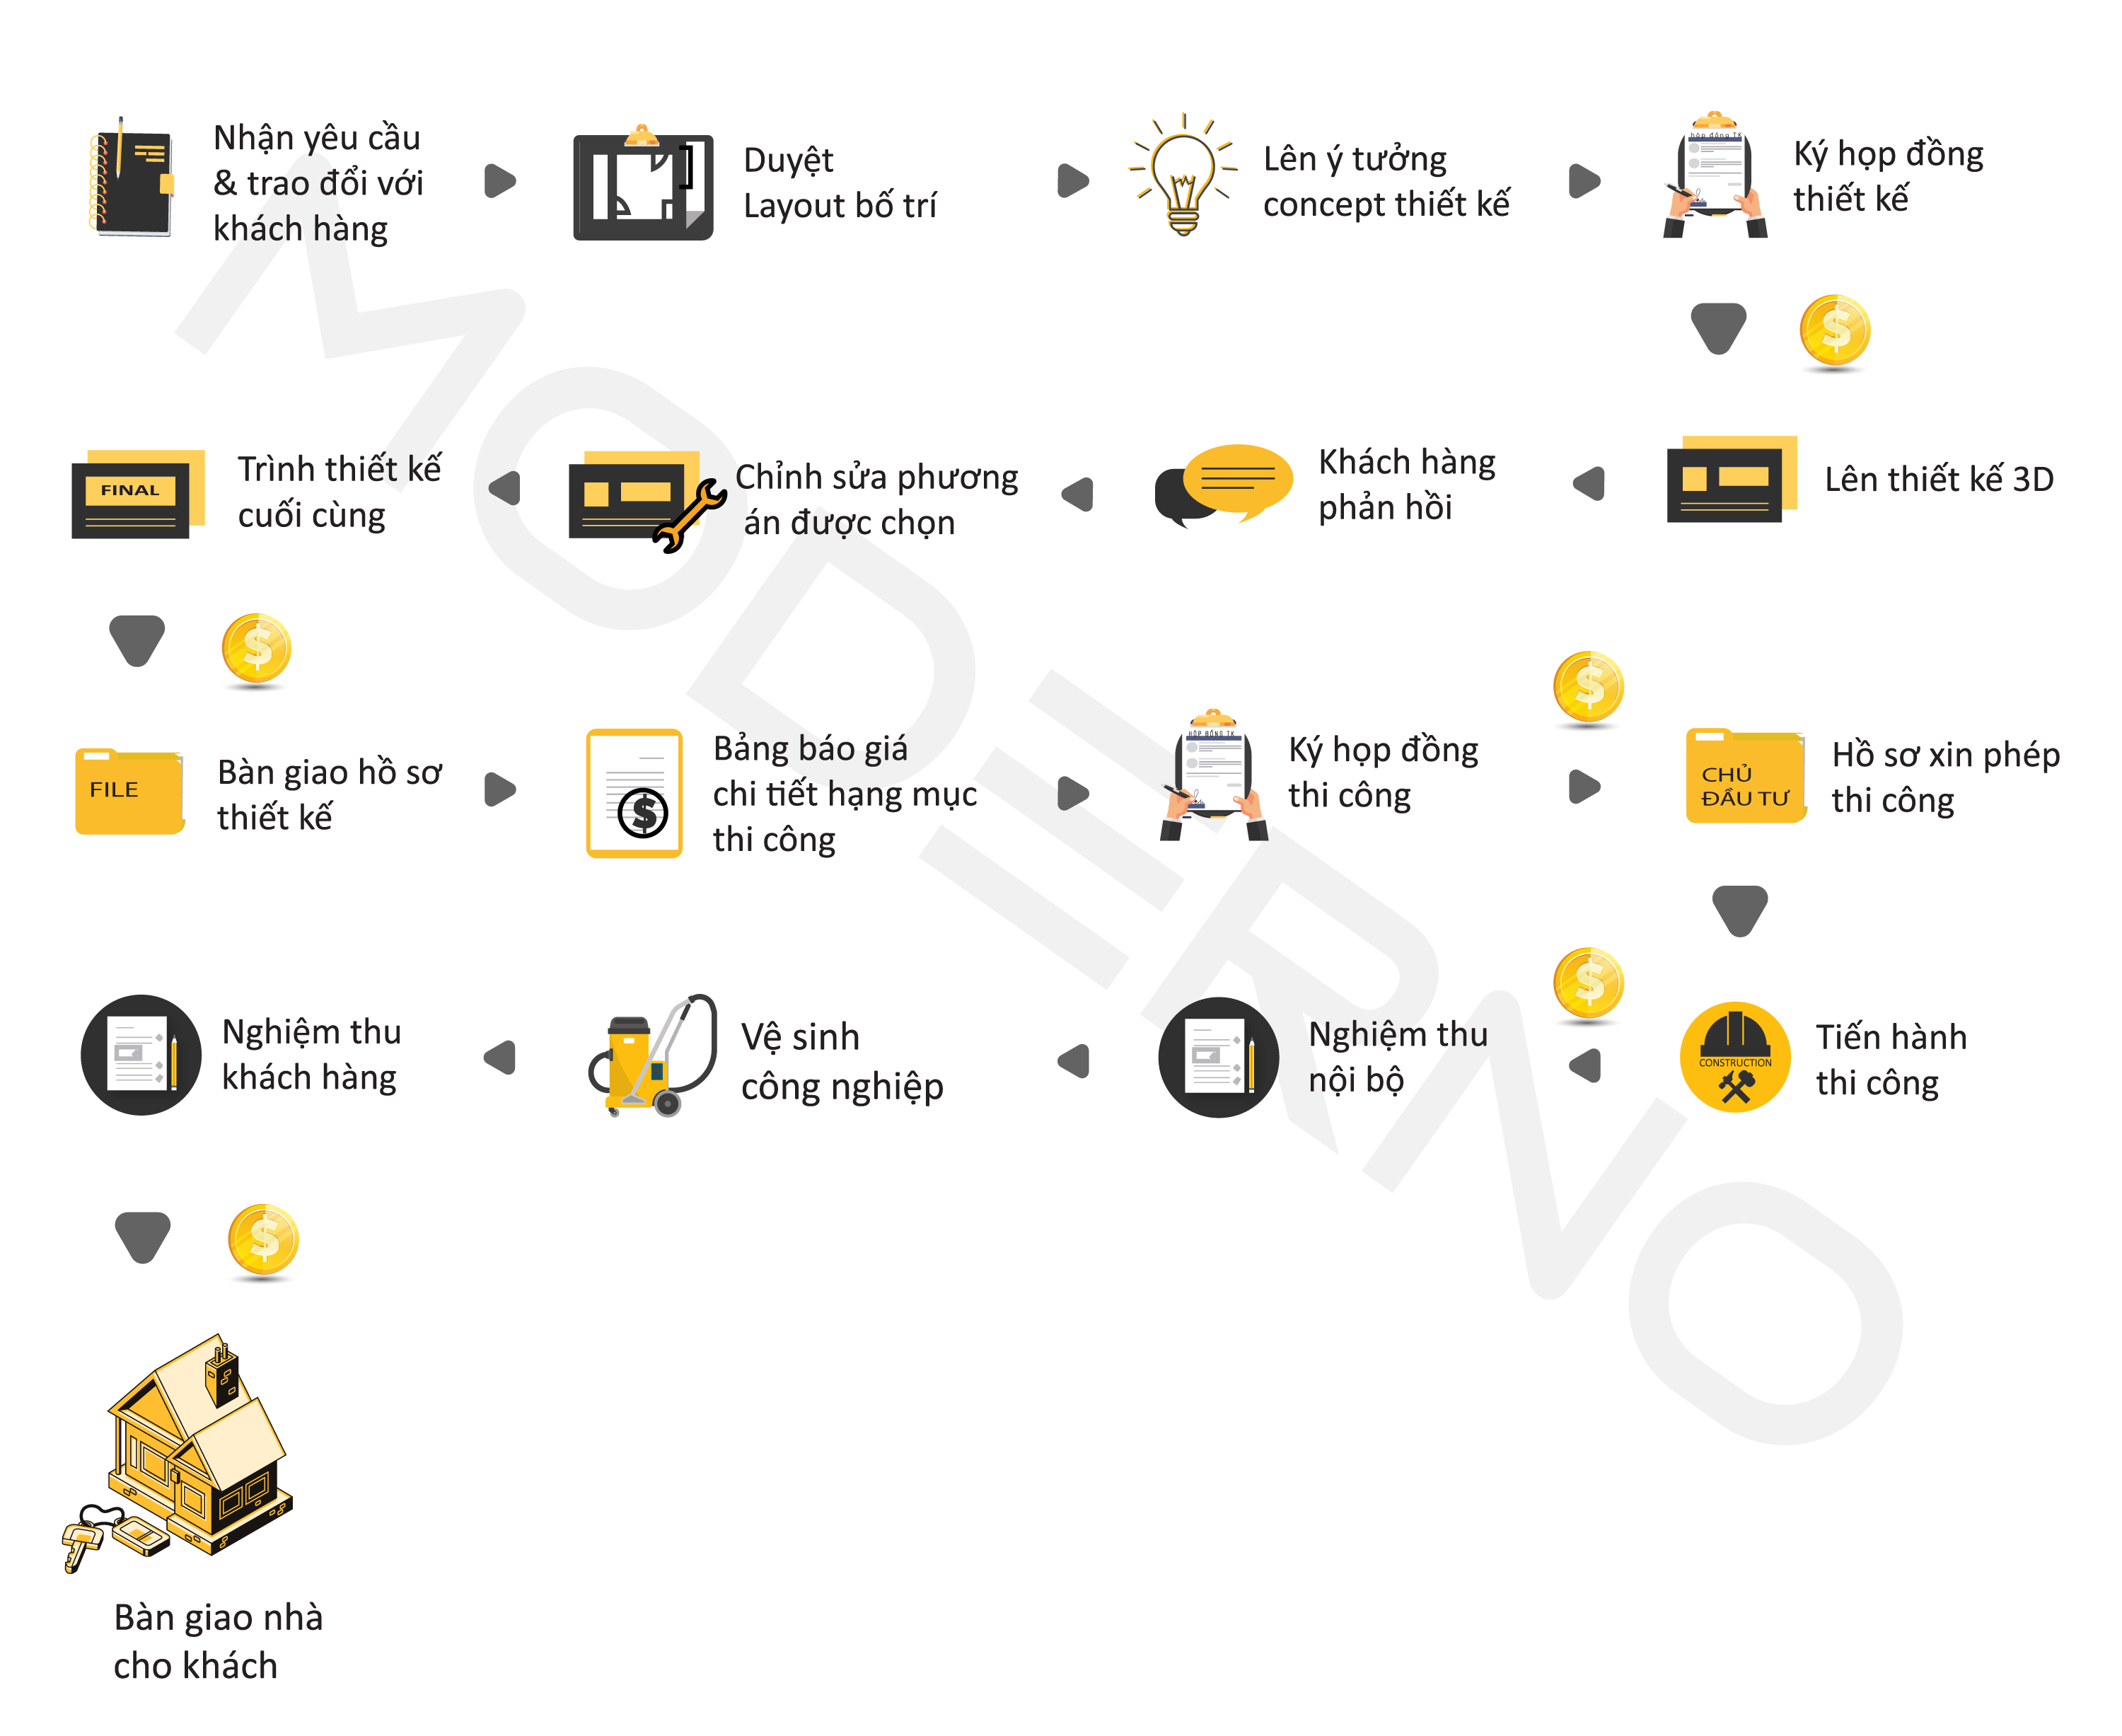 Nhận yêu cầu
& trao đổi với
khách hàng
Duyệt
Layout bố trí
Lên ý tưởng
concept thiết kế
hộp đồng TK
Ký họp đồng
thiết kế
Lên thiết kế 3D
Khách hàng
phản hồi
Chỉnh sửa phương
án được chọn
FINAL
Trình thiết kế
cuối cùng
FILE
Bàn giao hồ sơ
thiết kế
Bảng báo giá
chi tiết hạng mục
thi công
HỘP ĐỒNG TK
Ký họp đồng
thi công
CHỦ
ĐẦU TƯ
Hồ sơ xin phép
thi công
CONSTRUCTION
Tiến hành
thi công
Nghiệm thu
nội bộ
Vệ sinh
công nghiệp
Nghiệm thu
khách hàng
Bàn giao nhà
cho khách
MODERNO